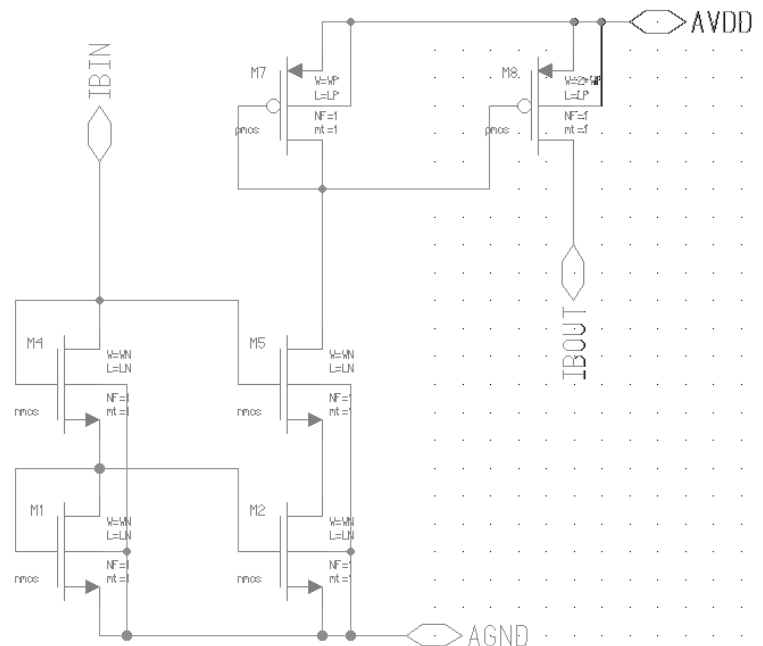 AVDD
IBIN
M7
W=WP
L=LP
NF=1
mt=1
pmos
M8
W=2*WP
L=LP
NF=1
mt=1
pmos
IBOUT
M4
W=WN
L=LN
NF=1
mt=1
nmos
M5
W=WN
L=LN
NF=1
mt=1
nmos
M1
W=WN
L=LN
NF=1
mt=1
nmos
M2
W=WN
L=LN
NF=1
mt=1
nmos
AGND